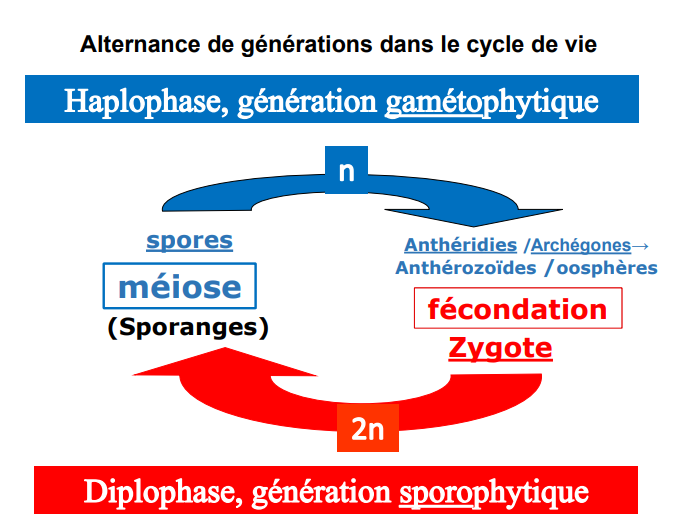 Alternance de générations dans le cycle de vie
Haplophase, génération gamétophytique
n
spores
Anthéridies /Archégones→
Anthérozoïdes /oosphères
méiose
fécondation
(Sporanges)
Zygote
2n
Diplophase, génération sporophytique